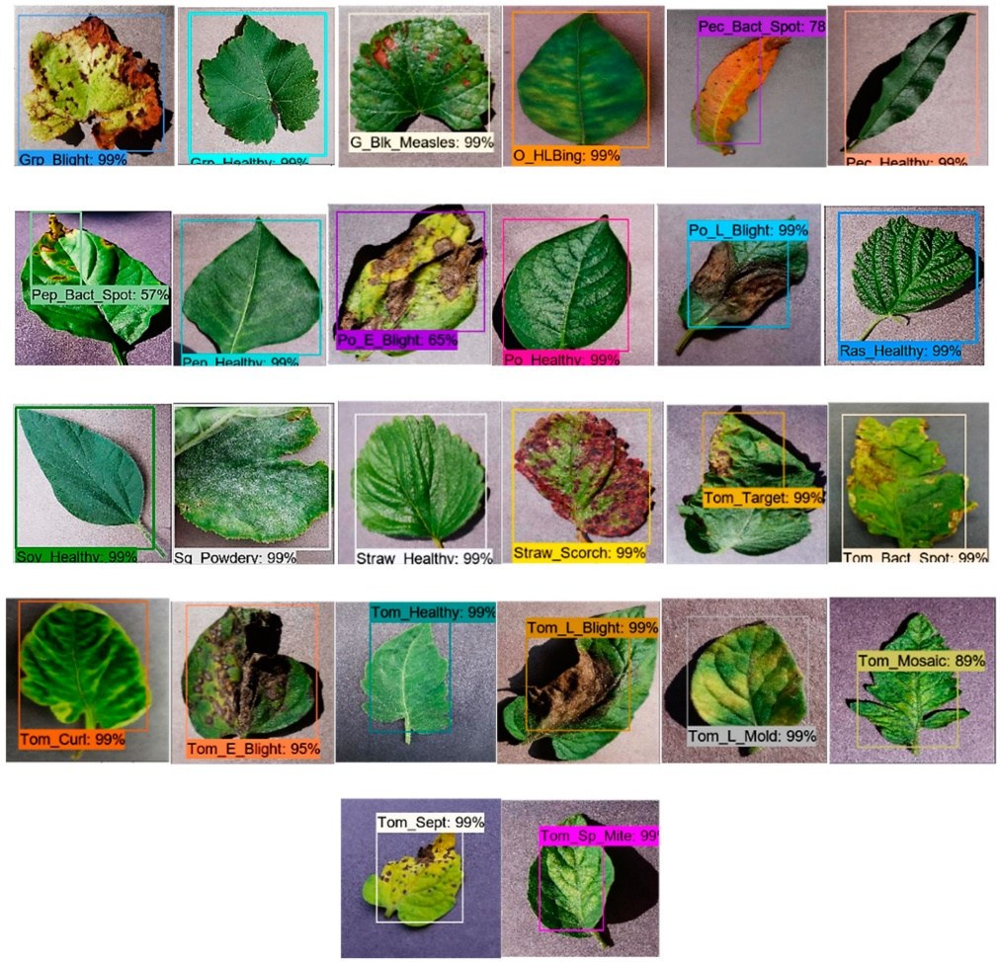 Grp_Blight: 99%
Grp_Healthy: 99%
G_Blk_Measles: 99%
O_HLBing: 99%
Pec_Bact_Spot: 78
Pec_Healthy: 99%
Pep_Bact_Spot: 57%
Pep_Healthy: 99%
Po_E_Blight: 65%
Po_Healthy: 99%
Po_L_Blight: 99%
Ras_Healthy: 99%
Soy_Healthy: 99%
Sq_Powdery: 99%
Straw_Healthy: 99%
Straw_Scorch: 99%
Tom_Target: 99%
Tom_Bact_Spot: 99%
Tom_Curl: 99%
Tom_E_Blight: 95%
Tom_Healthy: 99%
Tom_L_Blight: 99%
Tom_L_Mold: 99%
Tom_Mosaic: 89%
Tom_Sept: 99%
Tom_Sp_Mite: 99